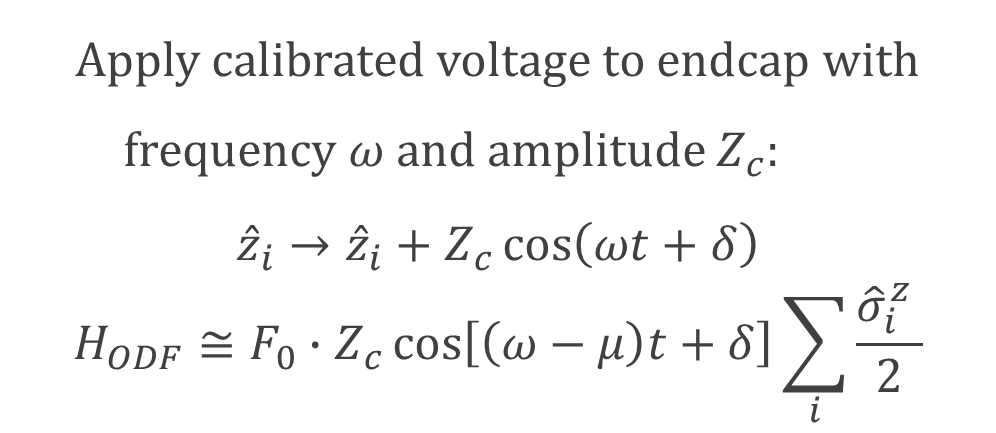 Apply calibrated voltage to endcap with
frequency ω and amplitude Z_c:
ẑ_i → ẑ_i + Z_c cos(ωt + δ)
H_ODF ≅ F_0 · Z_c cos[(ω − μ)t + δ] ∑_i σ̂_i^z / 2